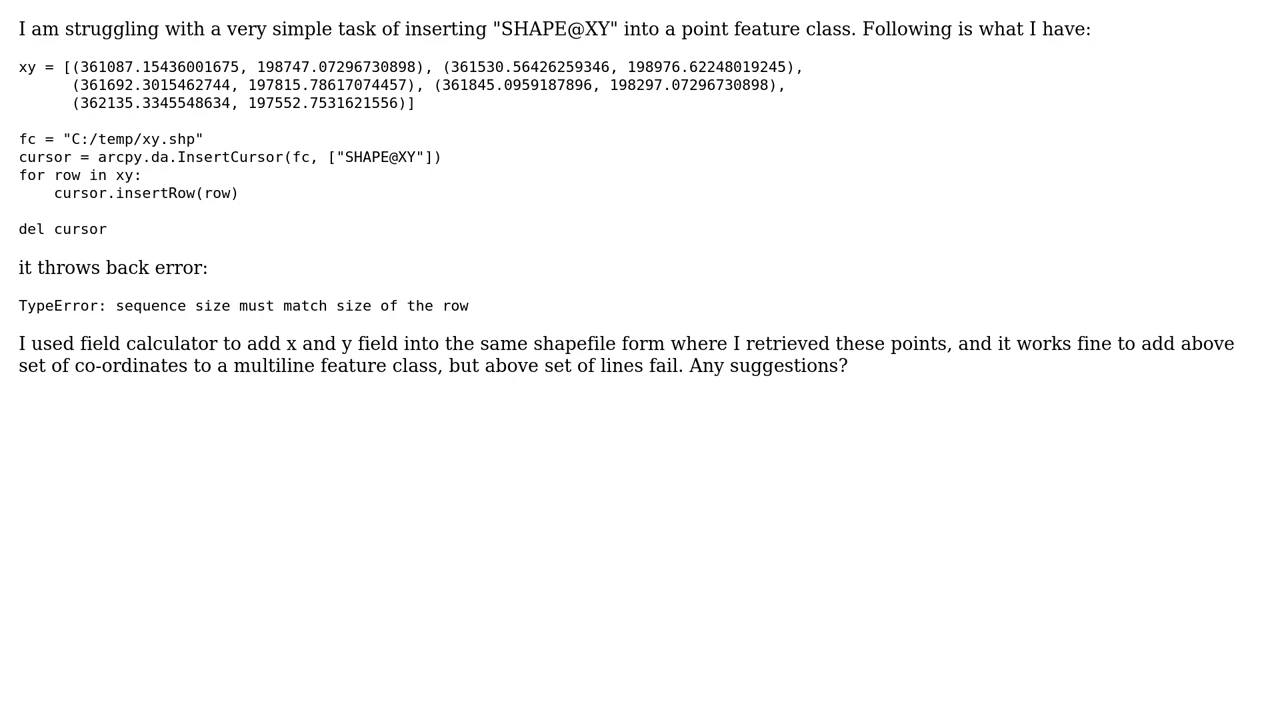 I am struggling with a very simple task of inserting "SHAPE@XY" into a point feature class. Following is what I have:
xy = [(361087.15436001675, 198747.07296730898), (361530.56426259346, 198976.62248019245),
      (361692.3015462744, 197815.78617074457), (361845.0959187896, 198297.07296730898),
      (362135.3345548634, 197552.7531621556)]
fc = "C:/temp/xy.shp"
cursor = arcpy.da.InsertCursor(fc, ["SHAPE@XY"])
for row in xy:
    cursor.insertRow(row)
del cursor
it throws back error:
TypeError: sequence size must match size of the row
I used field calculator to add x and y field into the same shapefile form where I retrieved these points, and it works fine to add above
set of co-ordinates to a multiline feature class, but above set of lines fail. Any suggestions?